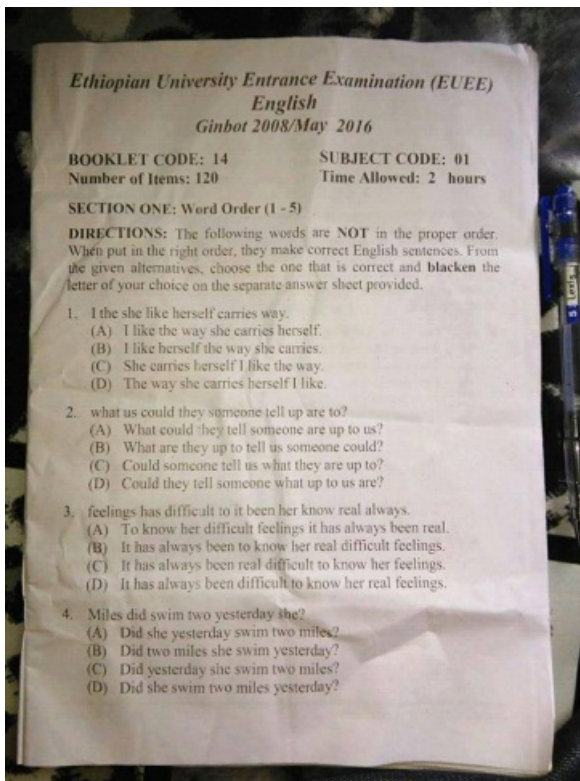 Ethiopian University Entrance Examination (EUEE)
English
Ginbot 2008/May 2016
BOOKLET CODE: 14 SUBJECT CODE: 01
Number of Items: 120 Time Allowed: 2 hours
SECTION ONE: Word Order (1 - 5)
DIRECTIONS: The following words are NOT in the proper order.
When put in the right order, they make correct English sentences. From
the given alternatives, choose the one that is correct and blacken the
letter of your choice on the separate answer sheet provided.
1. I the she like herself carries way.
(A) I like the way she carries herself.
(B) I like herself the way she carries.
(C) She carries herself I like the way.
(D) The way she carries herself I like.
2. what us could they someone tell up are to?
(A) What could they tell someone are up to us?
(B) What are they up to tell us someone could?
(C) Could someone tell us what they are up to?
(D) Could they tell someone what up to us are?
3. feelings has difficult to it been her know real always.
(A) To know her difficult feelings it has always been real.
(B) It has always been to know her real difficult feelings.
(C) It has always been real difficult to know her feelings.
(D) It has always been difficult to know her real feelings.
4. Miles did swim two yesterday she?
(A) Did she yesterday swim two miles?
(B) Did two miles she swim yesterday?
(C) Did yesterday she swim two miles?
(D) Did she swim two miles yesterday?